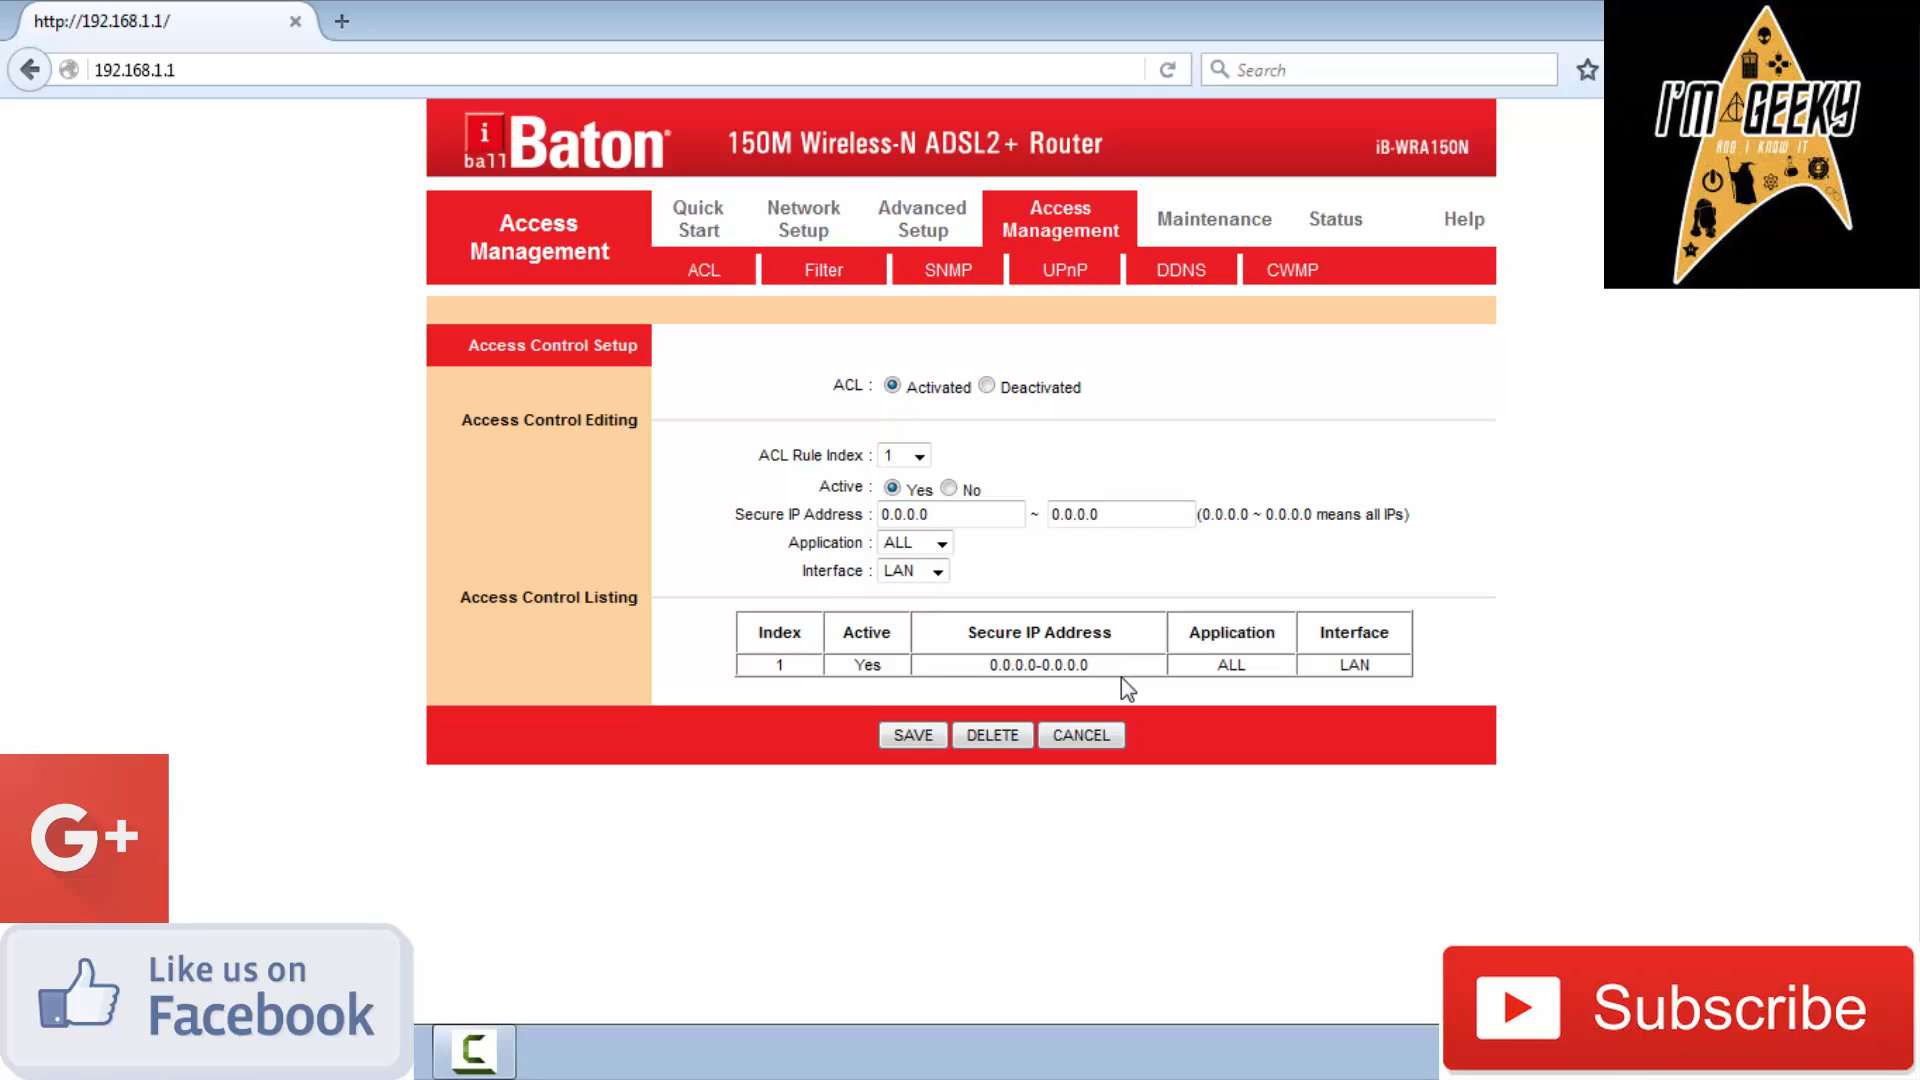 http://192.168.1.1/
192.168.1.1
Search
i
ball Baton
150M Wireless-N ADSL2+ Router
iB-WRA150N
I'M GEEKY
AND I KNOW IT
Access
Management
Quick
Start
Network
Setup
Advanced
Setup
Access
Management
Maintenance
Status
Help
ACL
Filter
SNMP
UPnP
DDNS
CWMP
Access Control Setup
ACL : Activated Deactivated
Access Control Editing
ACL Rule Index : 1
Active : Yes No
Secure IP Address : 0.0.0.0 ~ 0.0.0.0 (0.0.0.0 ~ 0.0.0.0 means all IPs)
Application : ALL
Interface : LAN
Access Control Listing
Index Active Secure IP Address Application Interface
1 Yes 0.0.0.0-0.0.0.0 ALL LAN
SAVE DELETE CANCEL
G+
Like us on
Facebook
C
Subscribe